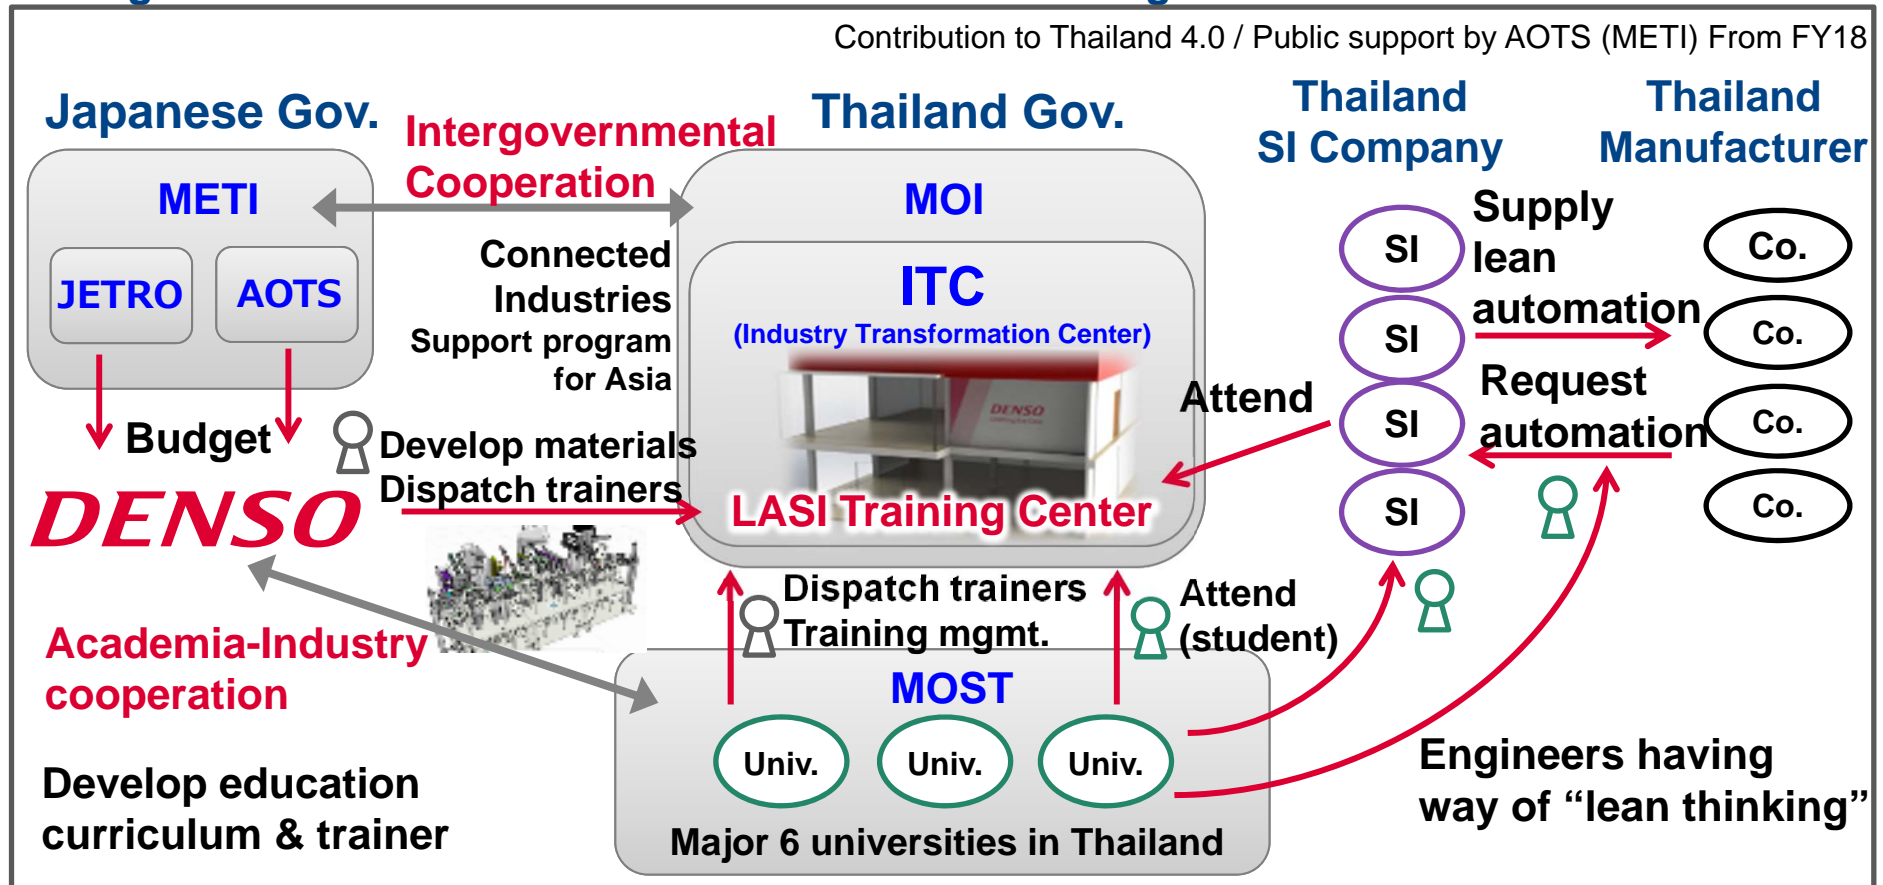 Contribution to Thailand 4.0 / Public support by AOTS (METI) From FY18
Japanese Gov.
Intergovernmental
Cooperation
Thailand Gov.
Thailand
SI Company
Thailand
Manufacturer
METI
JETRO
AOTS
Connected
Industries
Support program
for Asia
MOI
ITC
(Industry Transformation Center)
DENSO
LASI Training Center
Attend
SI
SI
SI
SI
Supply
lean
automation
Request
automation
Co.
Co.
Co.
Co.
Budget
Develop materials
Dispatch trainers
DENSO
Academia-Industry
cooperation
Dispatch trainers
Training mgmt.
Attend
(student)
MOST
Univ.
Univ.
Univ.
Major 6 universities in Thailand
Develop education
curriculum & trainer
Engineers having
way of “lean thinking”